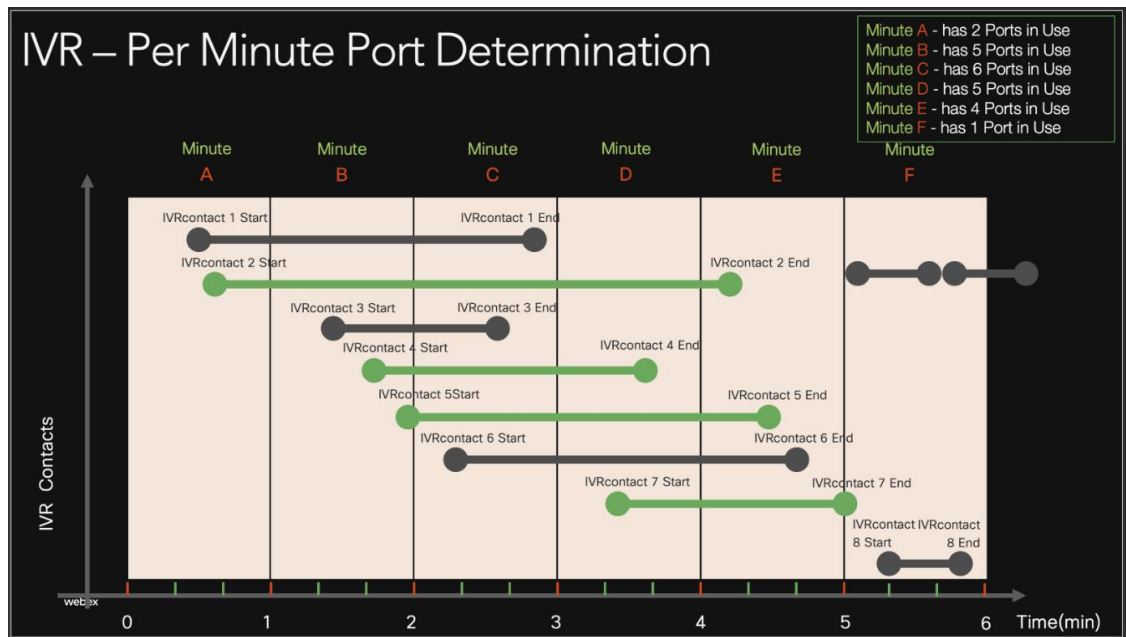 IVR – Per Minute Port Determination
Minute A - has 2 Ports in Use
Minute B - has 5 Ports in Use
Minute C - has 6 Ports in Use
Minute D - has 5 Ports in Use
Minute E - has 4 Ports in Use
Minute F - has 1 Port in Use
Minute Minute Minute Minute Minute Minute
A B C D E F
IVRcontact 1 Start IVRcontact 1 End
IVRcontact 2 Start IVRcontact 2 End
IVRcontact 3 Start IVRcontact 3 End
IVRcontact 4 Start IVRcontact 4 End
IVRcontact 5Start IVRcontact 5 End
IVRcontact 6 Start IVRcontact 6 End
IVRcontact 7 Start IVRcontact 7 End
IVRcontact IVRcontact
8 Start 8 End
IVR Contacts
webex
0 1 2 3 4 5 6 Time(min)